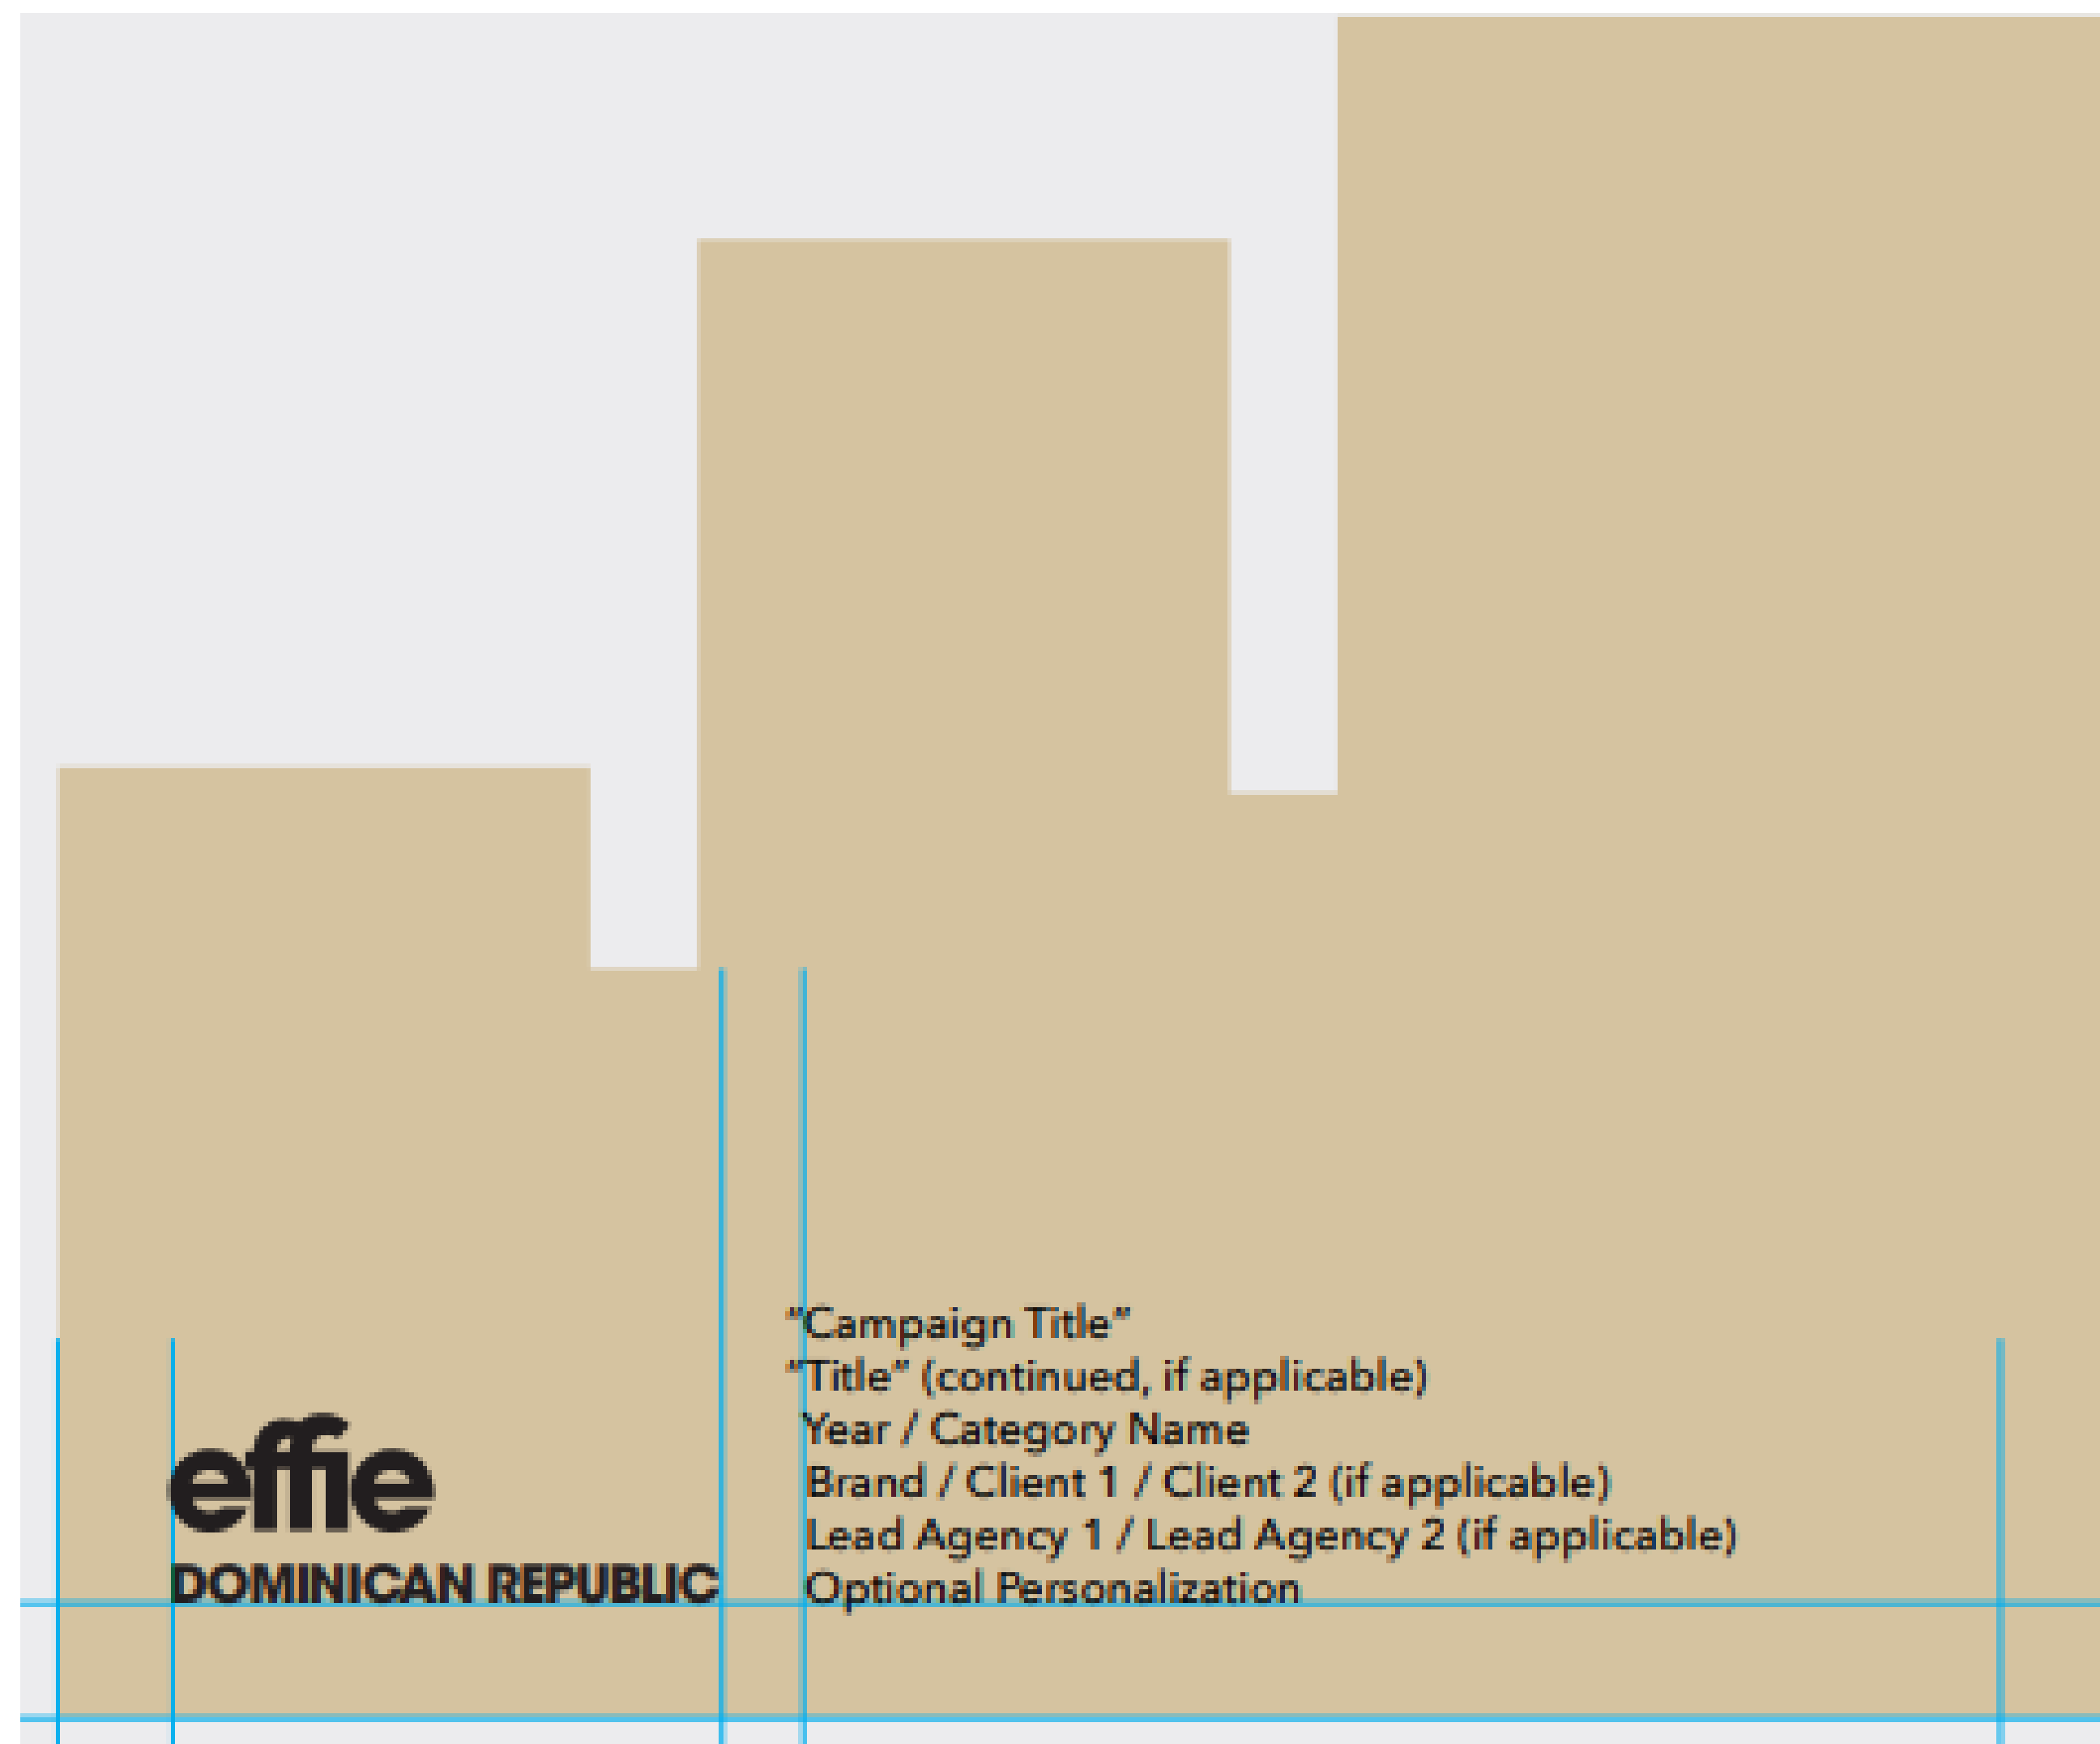 effie
DOMINICAN REPUBLIC
“Campaign Title”
“Title” (continued, if applicable)
Year / Category Name
Brand / Client 1 / Client 2 (if applicable)
Lead Agency 1 / Lead Agency 2 (if applicable)
Optional Personalization